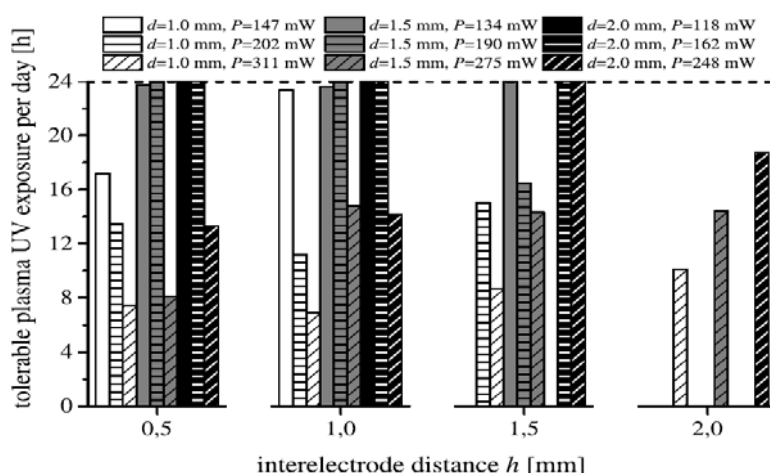 d=1.0 mm, P=147 mW d=1.5 mm, P=134 mW d=2.0 mm, P=118 mW
d=1.0 mm, P=202 mW d=1.5 mm, P=190 mW d=2.0 mm, P=162 mW
d=1.0 mm, P=311 mW d=1.5 mm, P=275 mW d=2.0 mm, P=248 mW
tolerable plasma UV exposure per day [h]
24
20
16
12
8
4
0
0,5 1,0 1,5 2,0
interelectrode distance h [mm]